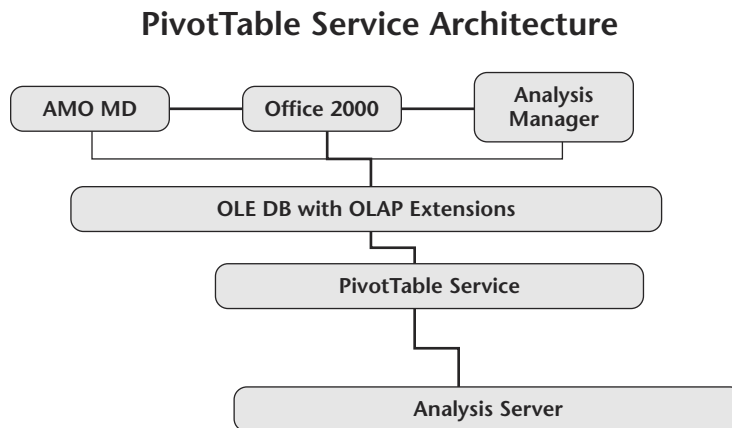 PivotTable Service Architecture
AMO MD
Office 2000
Analysis
Manager
OLE DB with OLAP Extensions
PivotTable Service
Analysis Server